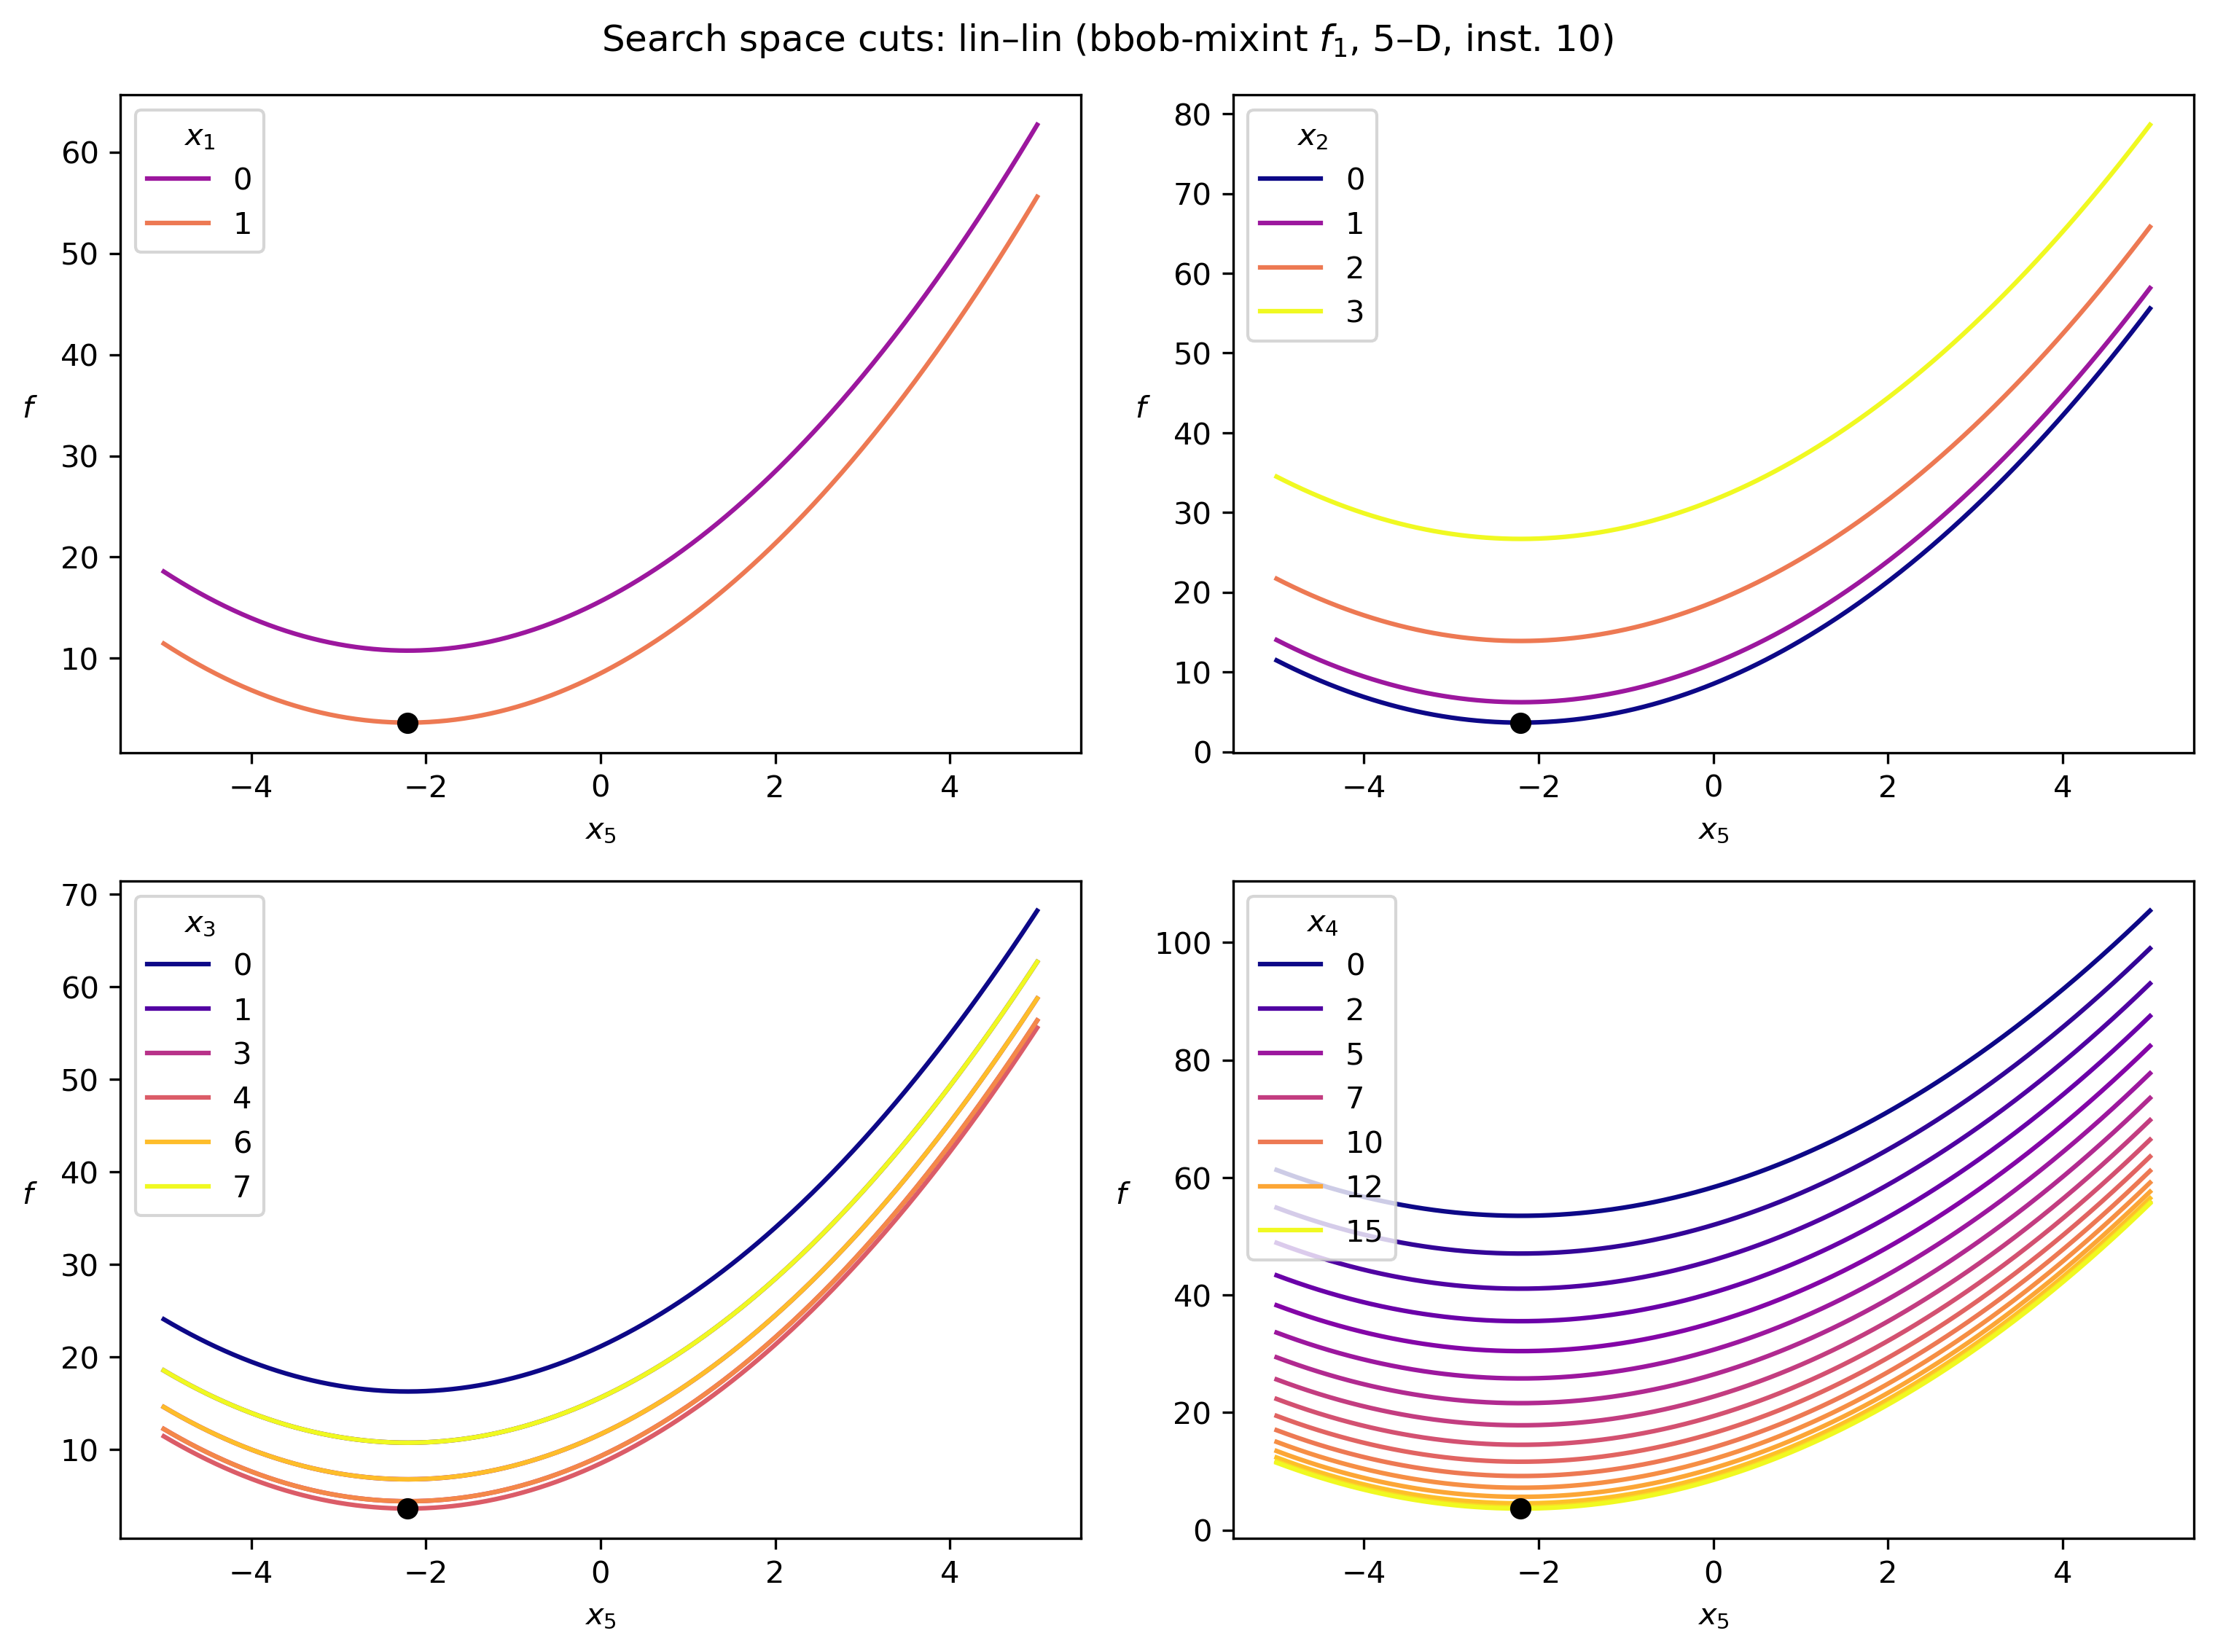 Search space cuts: lin–lin (bbob-mixint f₁, 5–D, inst. 10)
x₁
0
1
60
50
40
30
20
10
f
−4 −2 0 2 4
x₅
x₂
0
1
2
3
80
70
60
50
40
30
20
10
0
f
−4 −2 0 2 4
x₅
x₃
0
1
3
4
6
7
70
60
50
40
30
20
10
f
−4 −2 0 2 4
x₅
x₄
0
2
5
7
10
12
15
100
80
60
40
20
0
f
−4 −2 0 2 4
x₅